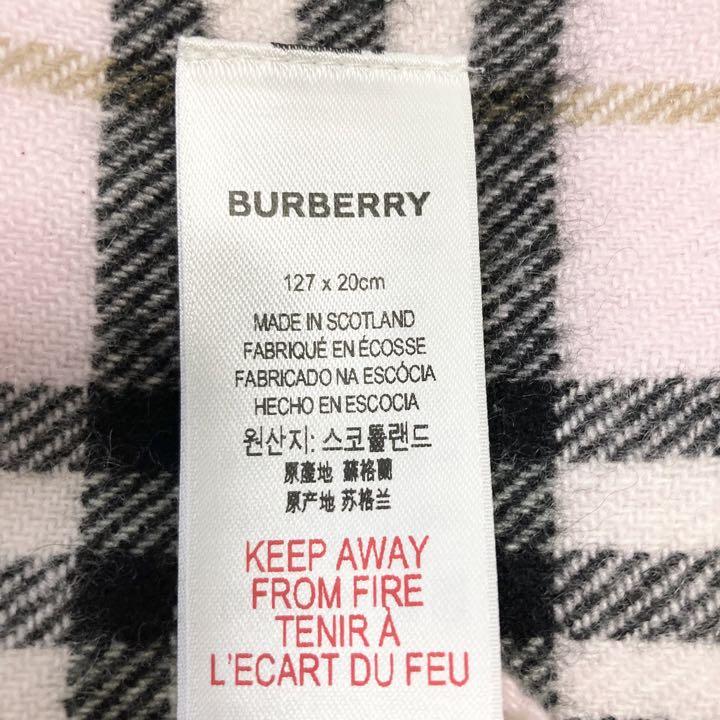 BURBERRY
127 x 20cm
MADE IN SCOTLAND
FABRIQUÉ EN ÉCOSSE
FABRICADO NA ESCÓCIA
HECHO EN ESCOCIA
원산지: 스코뜰랜드
原產地 蘇格蘭
原产地 苏格兰
KEEP AWAY
FROM FIRE
TENIR À
L'ECART DU FEU